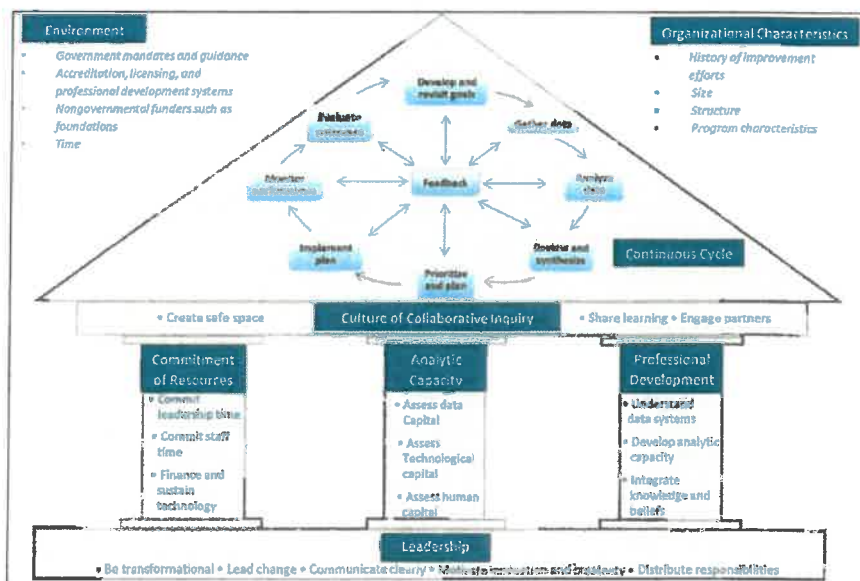 Environment
• Government mandates and guidance
• Accreditation, licensing, and
professional development systems
• Nongovernmental funders such as
foundations
• Time
Organizational Characteristics
• History of improvement
efforts
• Size
• Structure
• Program characteristics
Develop and
revisit goals
Gather data
Analyze
data
Review and
synthesize
Prioritize
and plan
Implement
plan
Monitor
Evaluate
Feedback
Continuous Cycle
• Create safe space
Culture of Collaborative Inquiry
• Share learning • Engage partners
Commitment
of Resources
• Commit
leadership time
• Commit staff
time
• Finance and
sustain
technology
Analytic
Capacity
• Assess data
Capital
• Assess
Technological
capital
• Assess human
capital
Professional
Development
• Understand
data systems
• Develop analytic
capacity
• Integrate
knowledge and
beliefs
Leadership
• Be transformational • Lead change • Communicate clearly • Motivate innovation and creativity • Distribute responsibilities